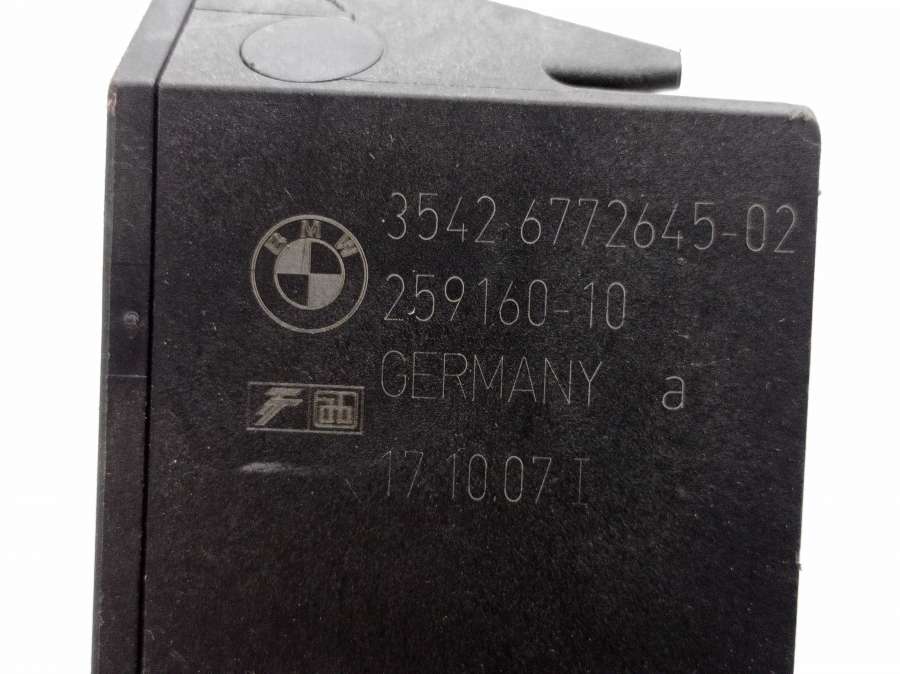 BMW
3542 6772645-02
259160-10
GERMANY a
17.10.07 I